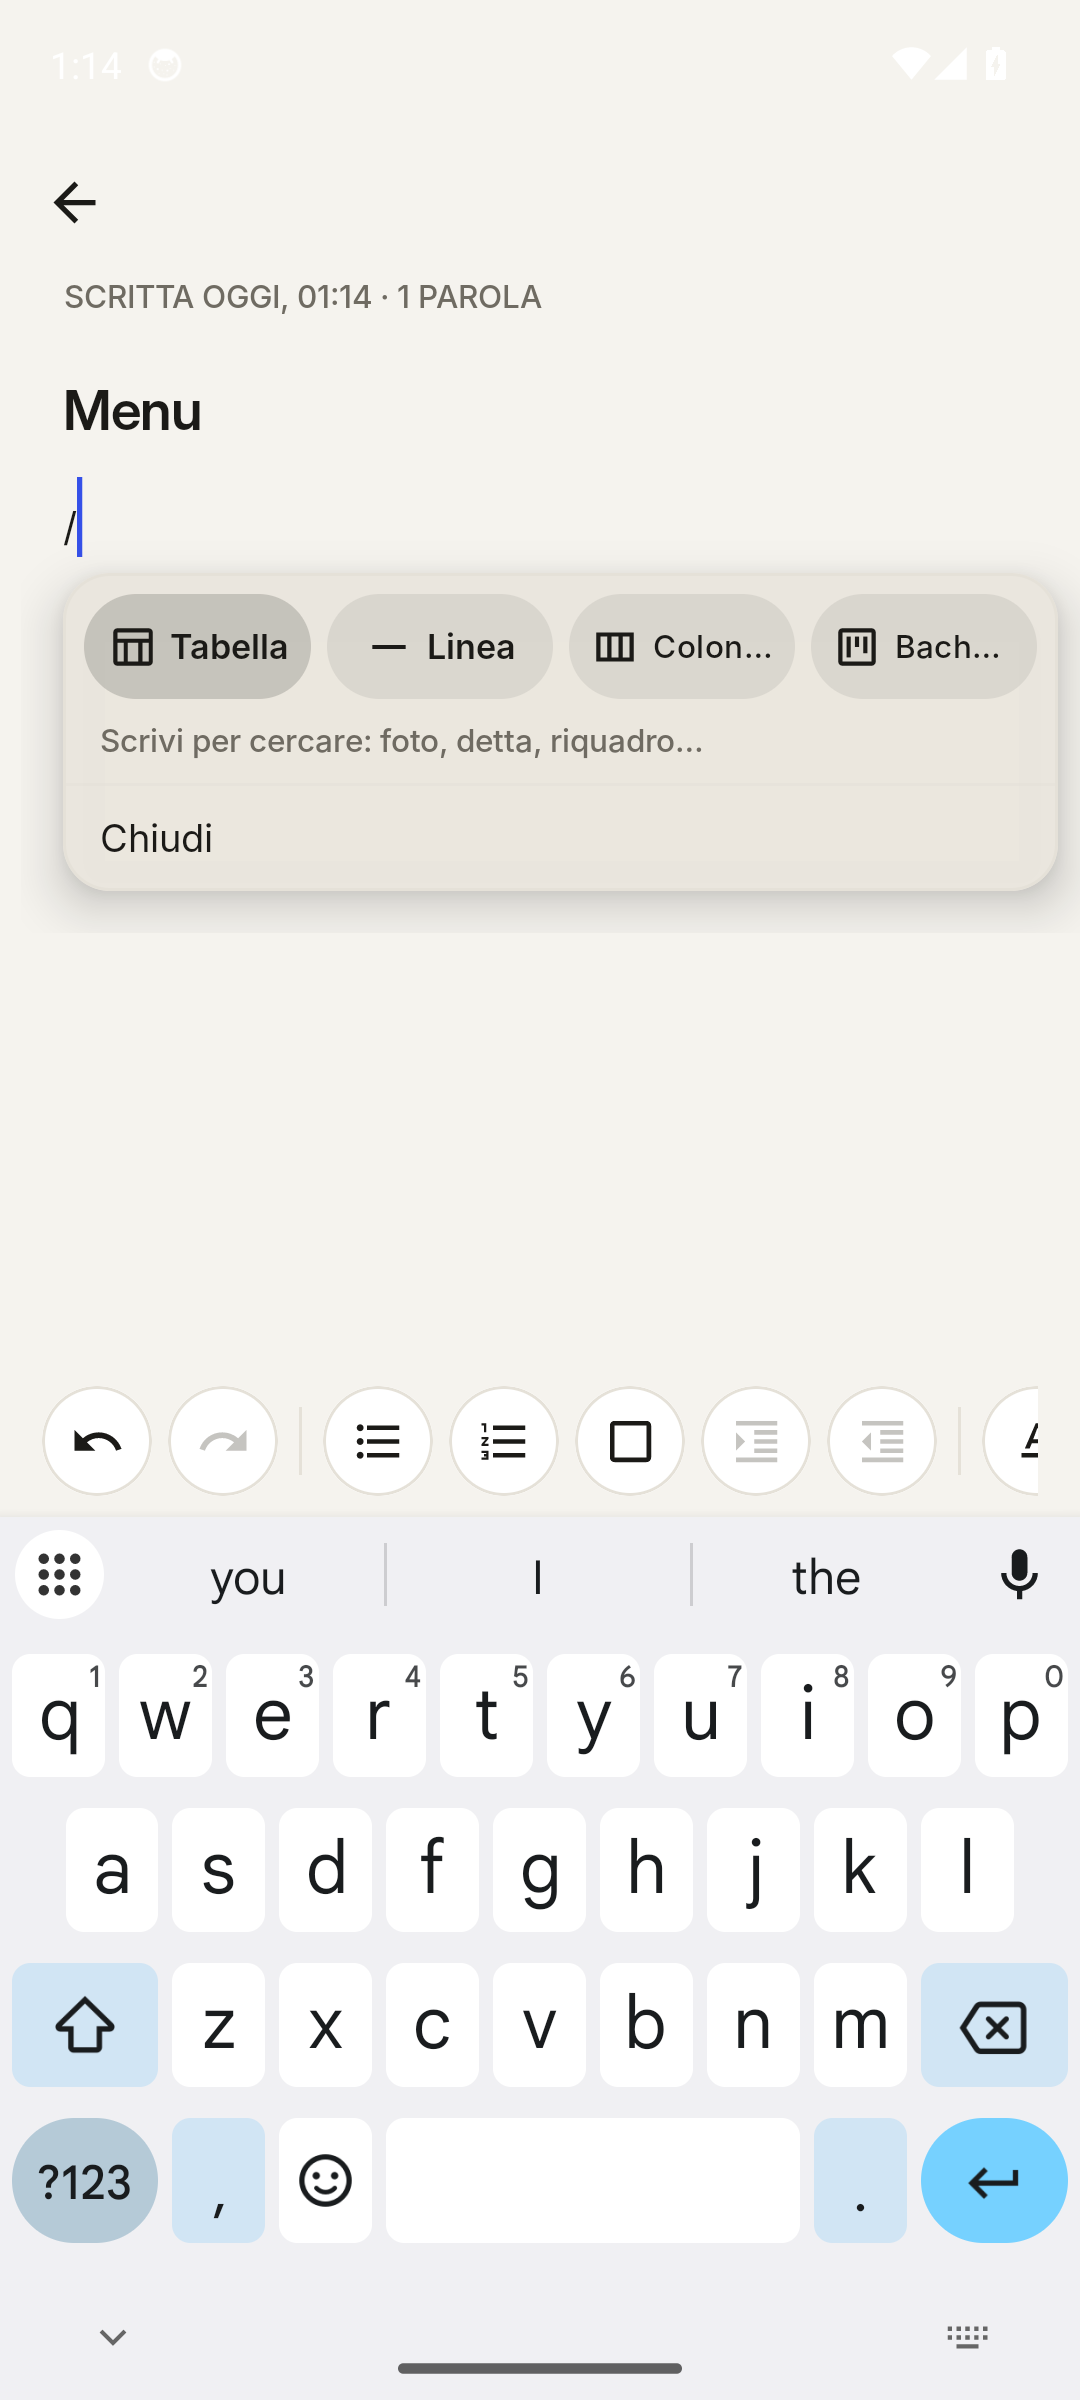 1:14
SCRITTA OGGI, 01:14 · 1 PAROLA
Menu
/
Tabella Linea Colon... Bach...
Scrivi per cercare: foto, detta, riquadro...
Chiudi
you I the
q 1 w 2 e 3 r 4 t 5 y 6 u 7 i 8 o 9 p 0
a s d f g h j k l
z x c v b n m
?123 , .